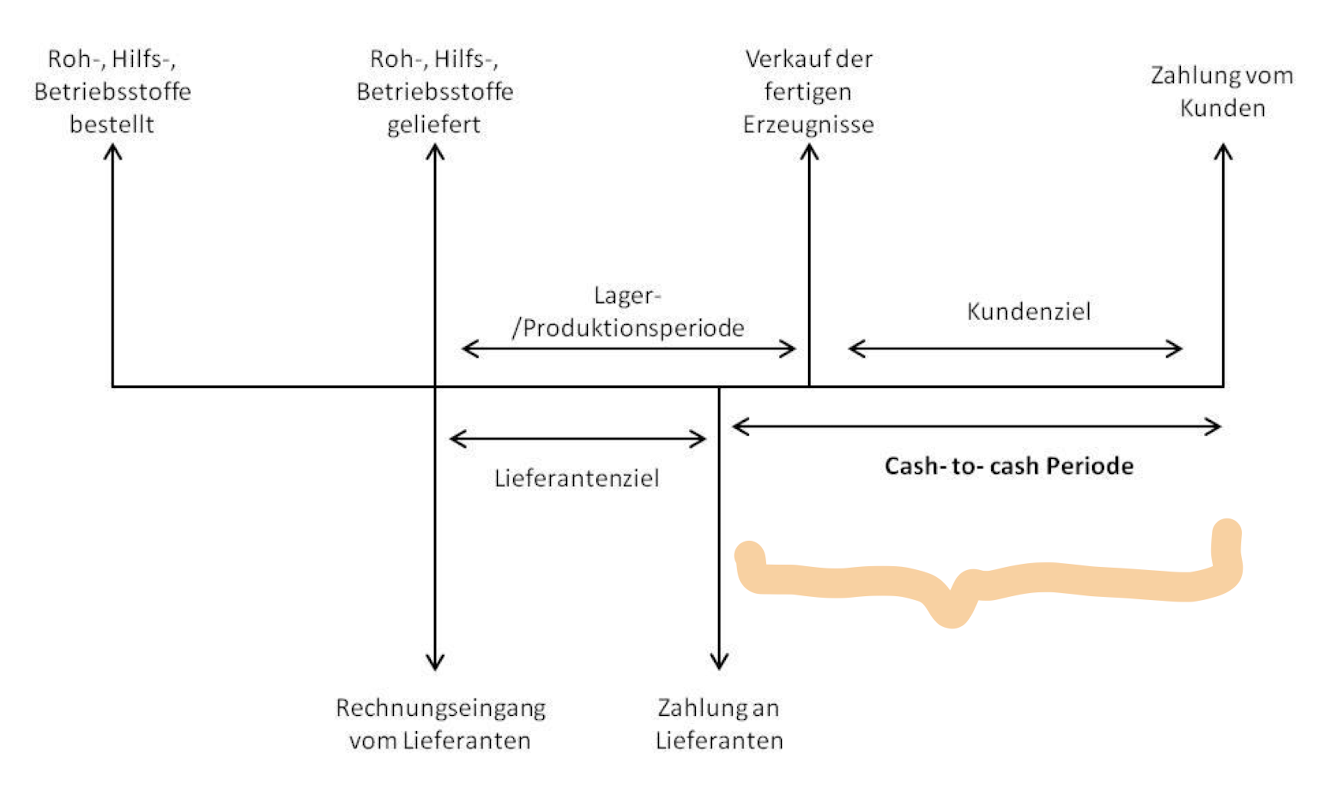 Roh-, Hilfs-,
Betriebsstoffe
bestellt
Roh-, Hilfs-,
Betriebsstoffe
geliefert
Verkauf der
fertigen
Erzeugnisse
Zahlung vom
Kunden
Lager-
/Produktionsperiode
Kundenziel
Lieferantenziel
Cash- to- cash Periode
Rechnungseingang
vom Lieferanten
Zahlung an
Lieferanten